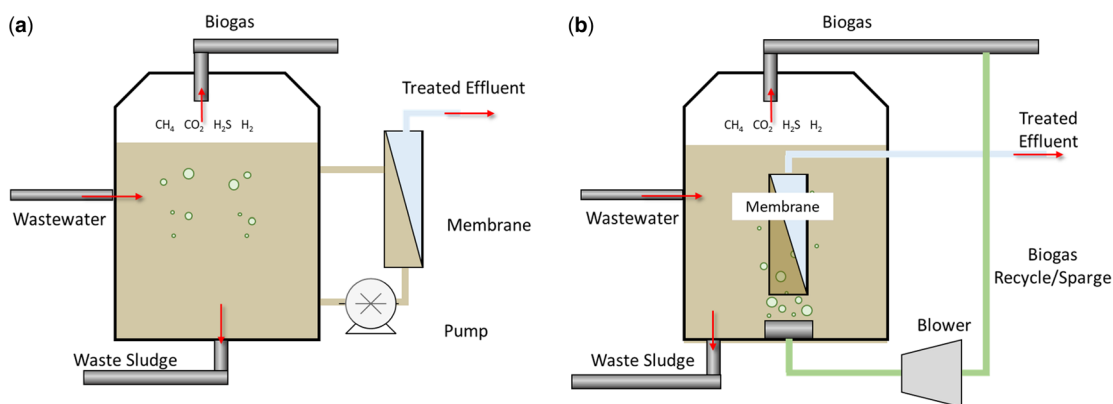 (a)
Biogas
Treated Effluent
CH4 CO2 H2S H2
Wastewater
Membrane
Pump
Waste Sludge
(b)
Biogas
CH4 CO2 H2S H2
Treated
Effluent
Membrane
Wastewater
Biogas
Recycle/Sparge
Blower
Waste Sludge